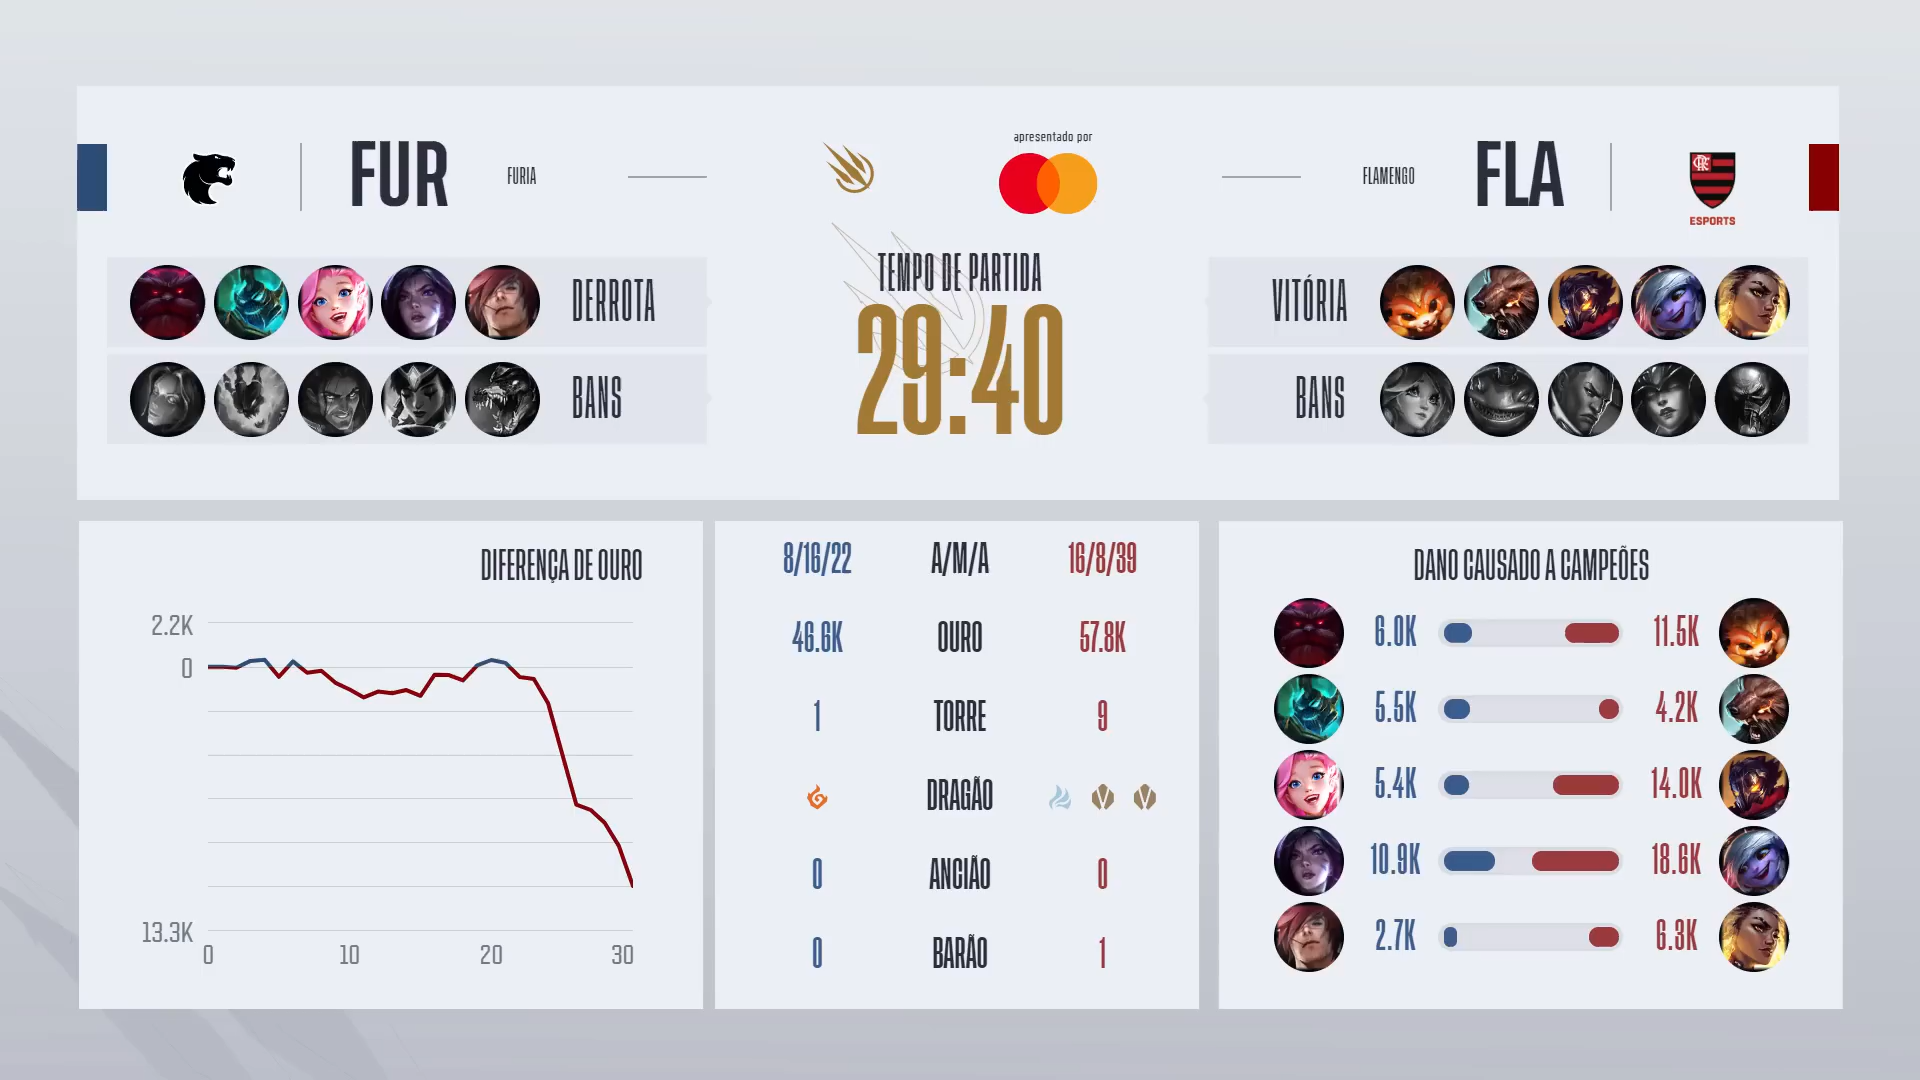 apresentado por
FUR
FURIA
FLAMENGO
FLA
ESPORTS
DERROTA
TEMPO DE PARTIDA
VITÓRIA
29:40
BANS
BANS
DIFERENÇA DE OURO
2.2K
0
13.3K
0 10 20 30
8/16/22 A/M/A 16/8/39
46.6K OURO 57.8K
1 TORRE 9
DRAGÃO
0 ANCIÃO 0
0 BARÃO 1
DANO CAUSADO A CAMPEÕES
6.0K 11.5K
5.5K 4.2K
5.4K 14.0K
10.9K 18.6K
2.7K 6.3K